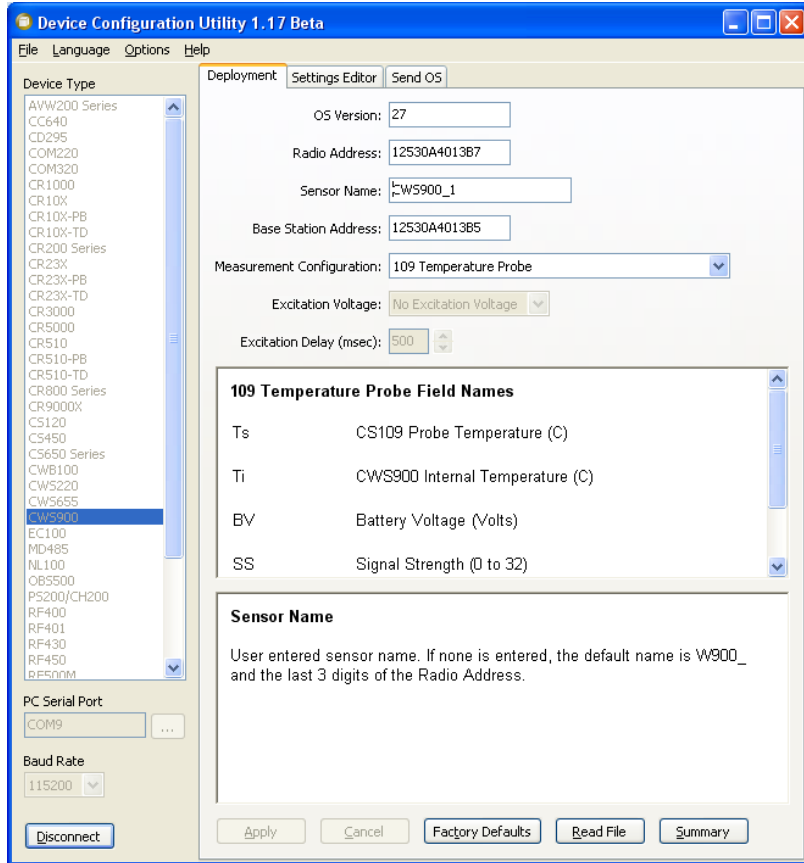 Device Configuration Utility 1.17 Beta
File Language Options Help
Device Type
AVW200 Series
CC640
CD295
COM220
COM320
CR1000
CR10X
CR10X-PB
CR10X-TD
CR200 Series
CR23X
CR23X-PB
CR23X-TD
CR3000
CR5000
CR510
CR510-PB
CR510-TD
CR800 Series
CR9000X
CS120
CS450
CS650 Series
CWB100
CWS220
CWS655
CWS900
EC100
MD485
NL100
OBS500
PS200/CH200
RF400
RF401
RF430
RF450
RF500M
PC Serial Port
COM9
...
Baud Rate
115200
Disconnect
Deployment Settings Editor Send OS
OS Version: 27
Radio Address: 12530A4013B7
Sensor Name: CWS900_1
Base Station Address: 12530A4013B5
Measurement Configuration: 109 Temperature Probe
Excitation Voltage: No Excitation Voltage
Excitation Delay (msec): 500
109 Temperature Probe Field Names
Ts CS109 Probe Temperature (C)
Ti CWS900 Internal Temperature (C)
BV Battery Voltage (Volts)
SS Signal Strength (0 to 32)
Sensor Name
User entered sensor name. If none is entered, the default name is W900_
and the last 3 digits of the Radio Address.
Apply Cancel Factory Defaults Read File Summary